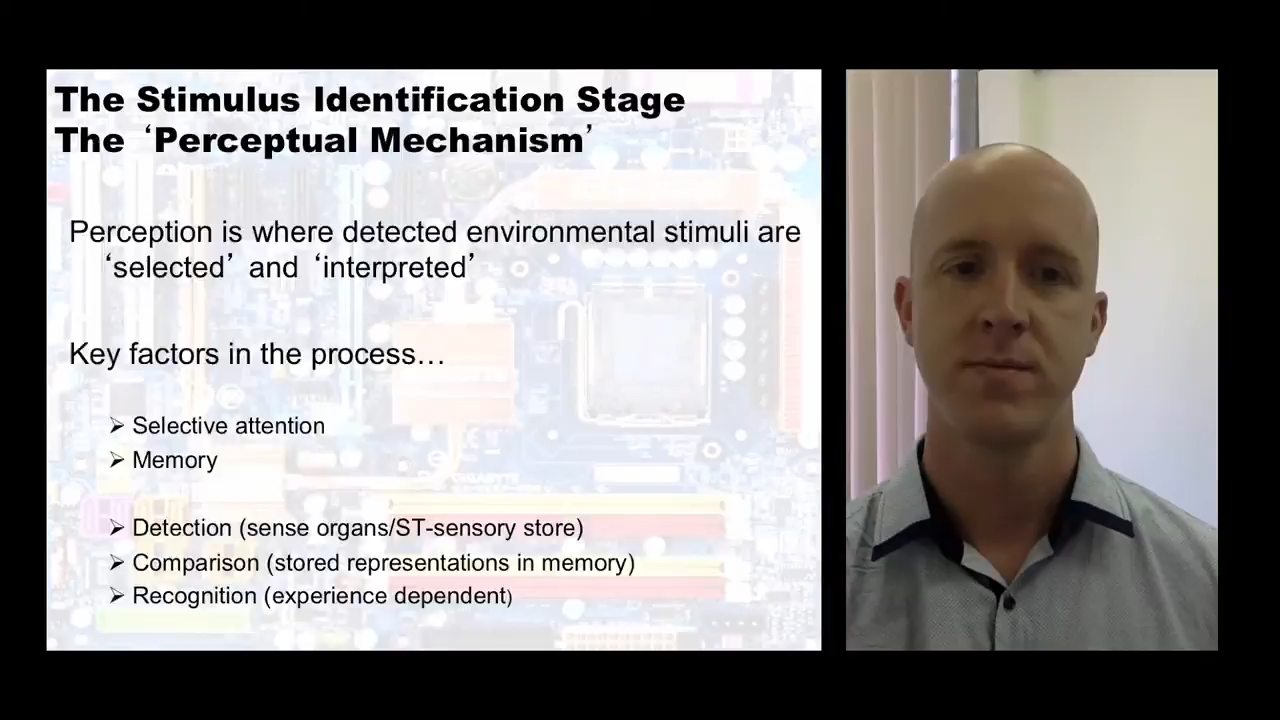 The Stimulus Identification Stage
The ‘Perceptual Mechanism’
Perception is where detected environmental stimuli are
‘selected’ and ‘interpreted’
Key factors in the process…
➢ Selective attention
➢ Memory
➢ Detection (sense organs/ST-sensory store)
➢ Comparison (stored representations in memory)
➢ Recognition (experience dependent)